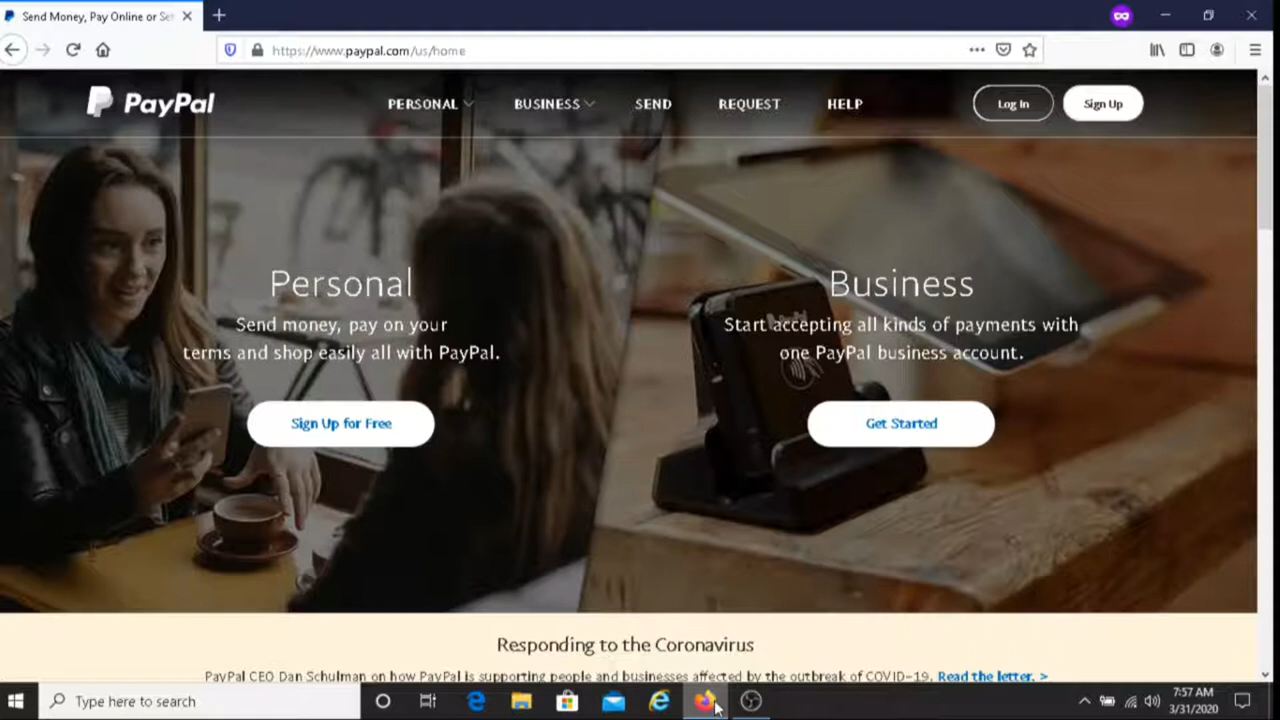 Send Money, Pay Online or Set
https://www.paypal.com/us/home
PayPal
PERSONAL
BUSINESS
SEND
REQUEST
HELP
Log In
Sign Up
Personal
Send money, pay on your
terms and shop easily all with PayPal.
Sign Up for Free
Business
Start accepting all kinds of payments with
one PayPal business account.
Get Started
Responding to the Coronavirus
PayPal CEO Dan Schulman on how PayPal is supporting people and businesses affected by the outbreak of COVID-19. Read the letter. >
Type here to search
7:57 AM
3/31/2020